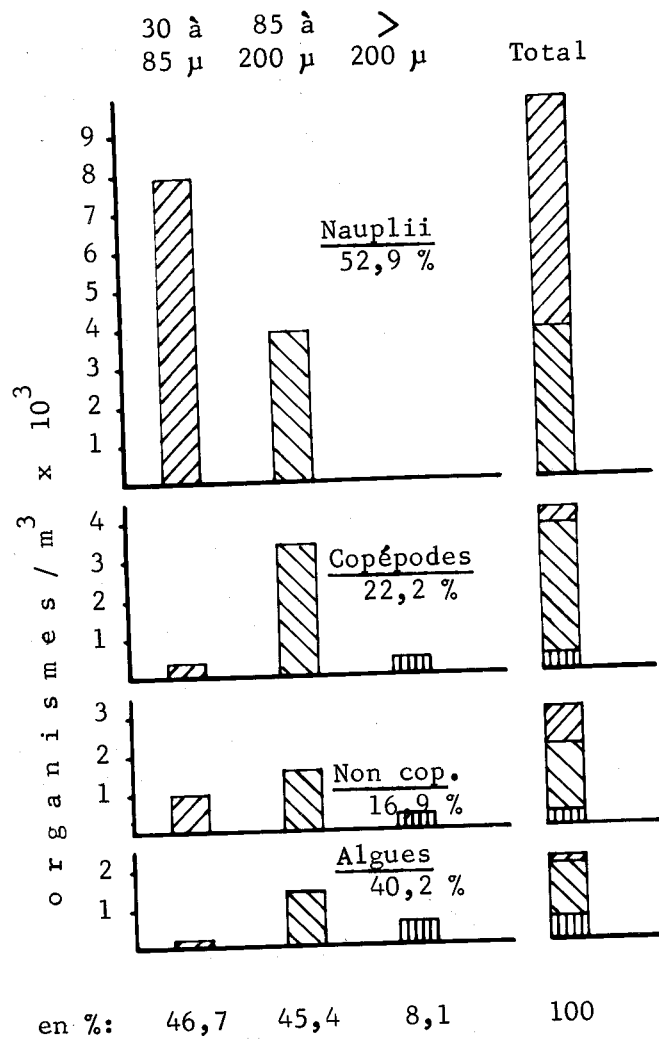 30 à 85 à >
85 µ 200 µ 200 µ Total
9
8
7
6
5
4
3
2
1
Nauplii
52,9 %
4
3
2
1
Copépodes
22,2 %
3
2
1
Non cop.
16,9 %
2
1
Algues
40,2 %
organismes/m³ x 10³
en %: 46,7 45,4 8,1 100